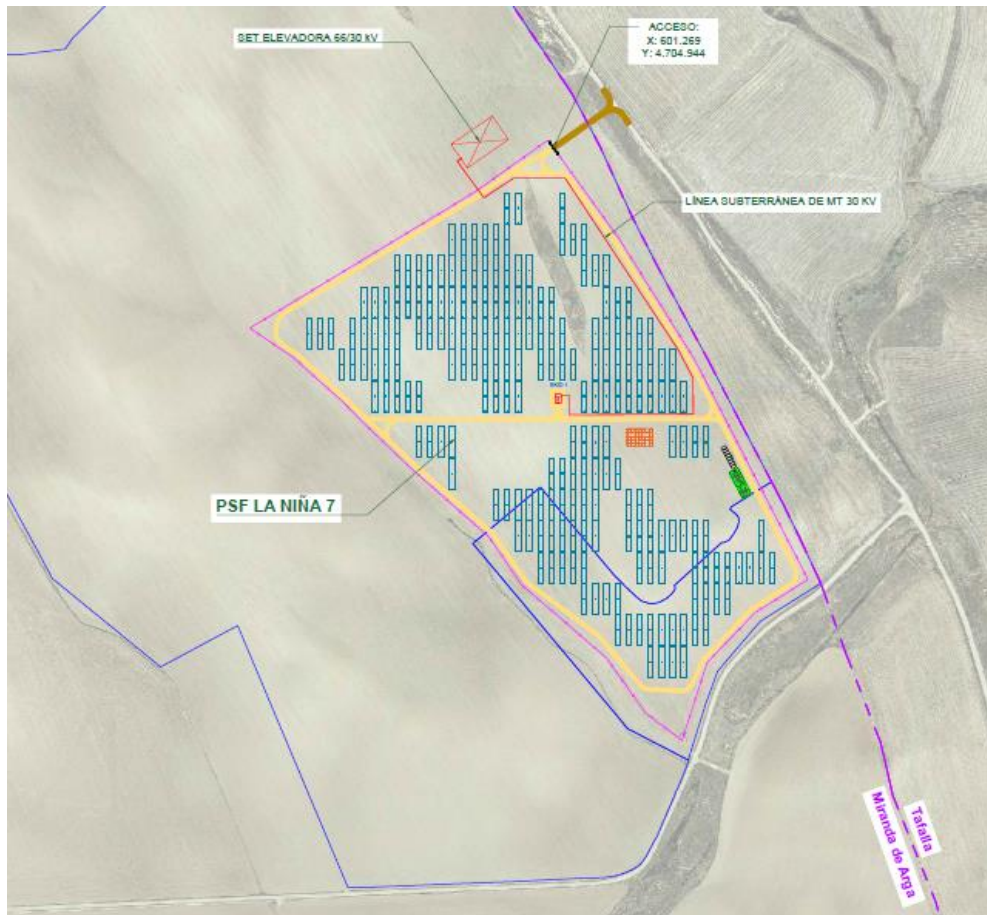 SET ELEVADORA 66/30 kV
ACCESO:
X: 601.269
Y: 4.704.944
LÍNEA SUBTERRÁNEA DE MT 30 KV
PSF LA NIÑA 7
Tafalla
Miranda de Arga